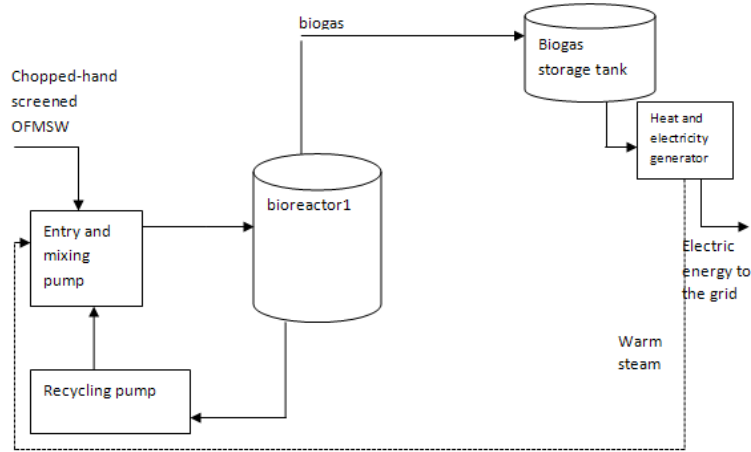 biogas
Biogas
storage tank
Chopped-hand
screened
OFMSW
Heat and
electricity
generator
bioreactor1
Entry and
mixing
pump
Electric
energy to
the grid
Warm
steam
Recycling pump